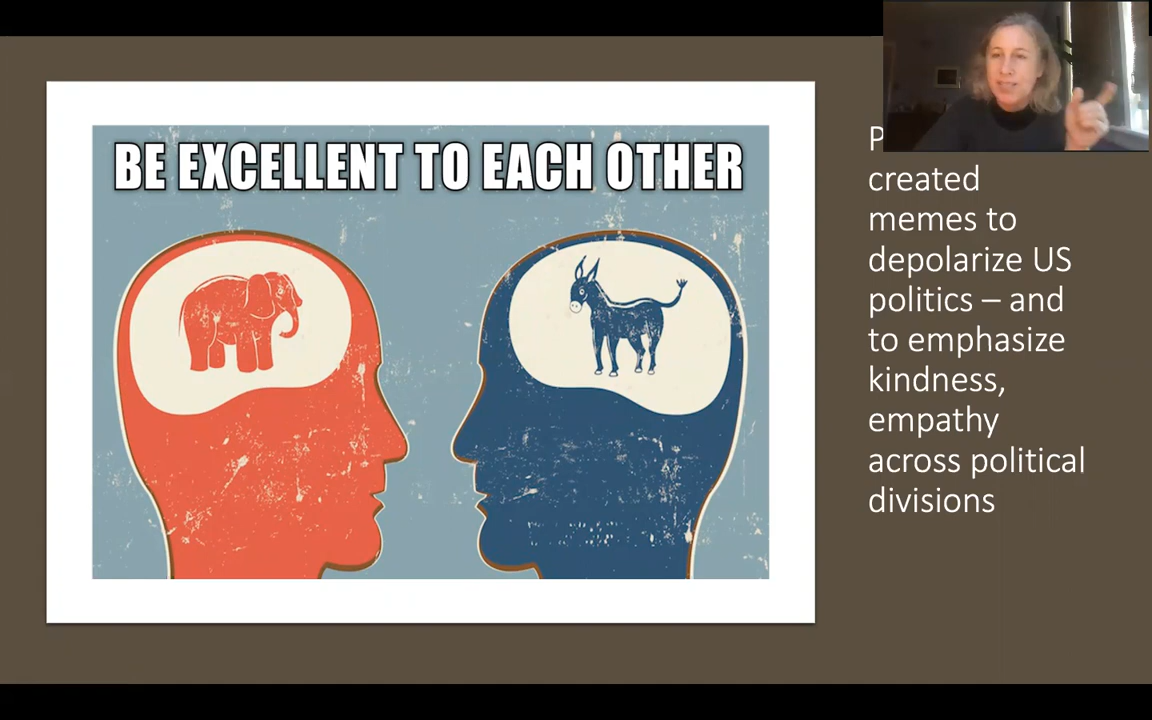 BE EXCELLENT TO EACH OTHER
created
memes to
depolarize US
politics – and
to emphasize
kindness,
empathy
across political
divisions